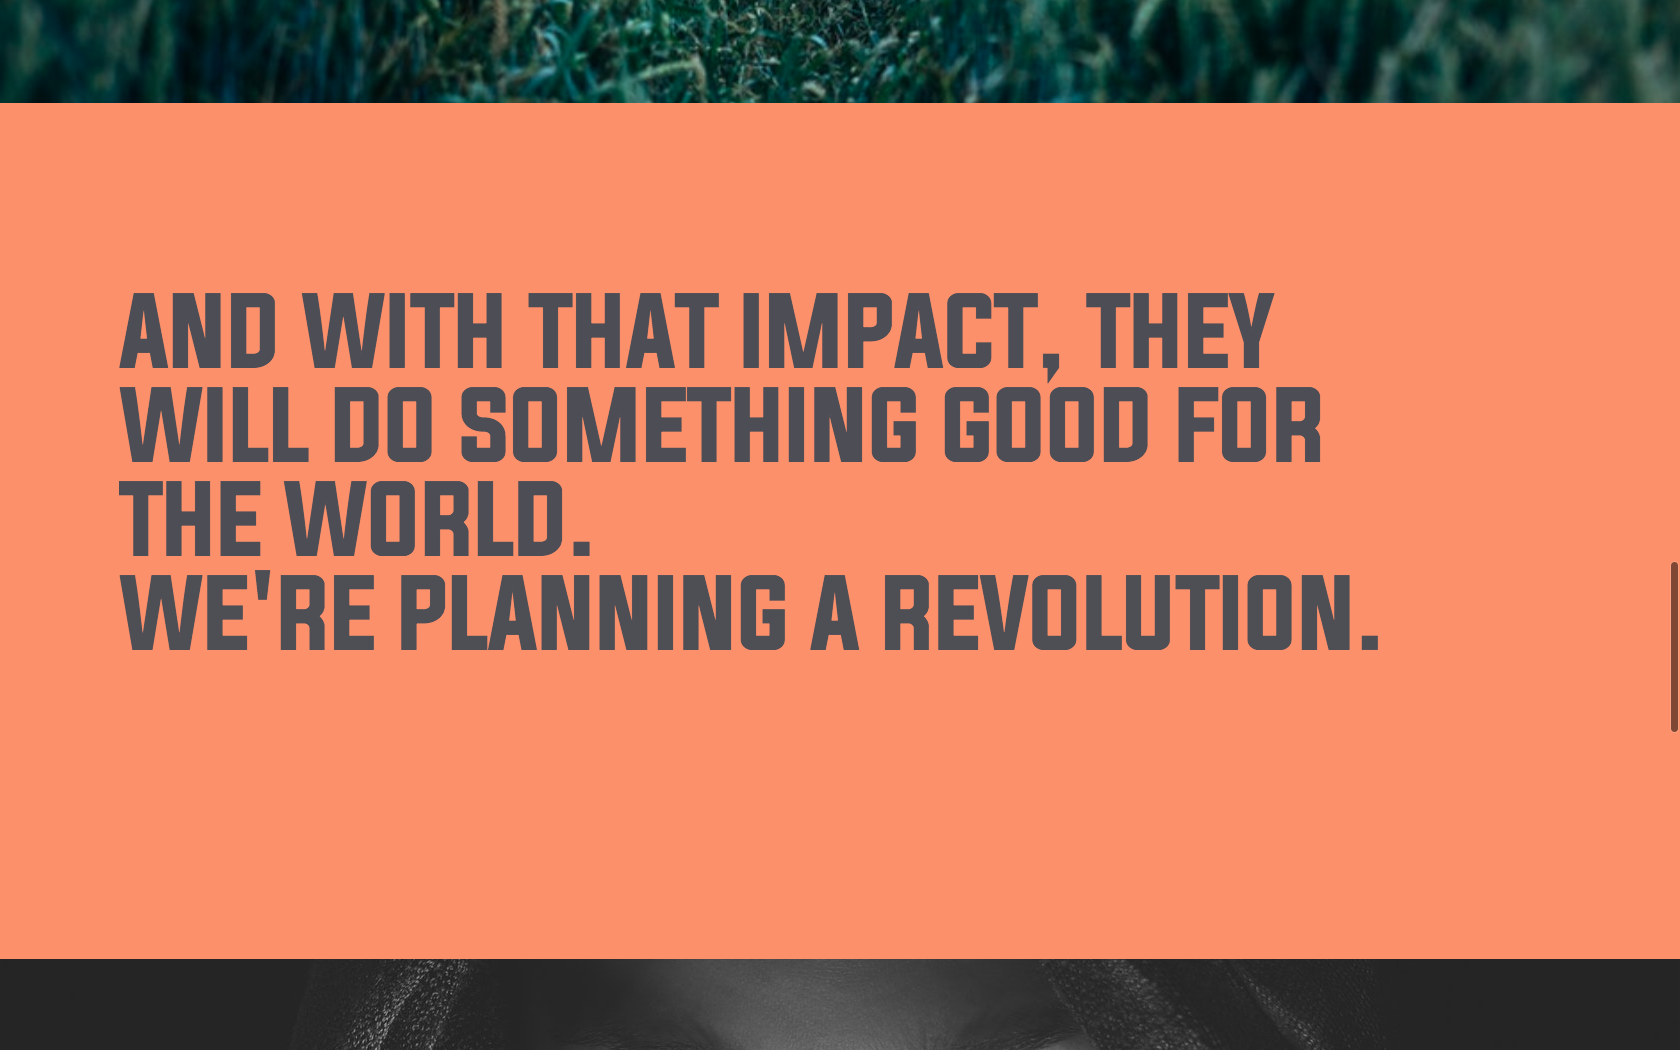 AND WITH THAT IMPACT, THEY
WILL DO SOMETHING GOOD FOR
THE WORLD.
WE'RE PLANNING A REVOLUTION.